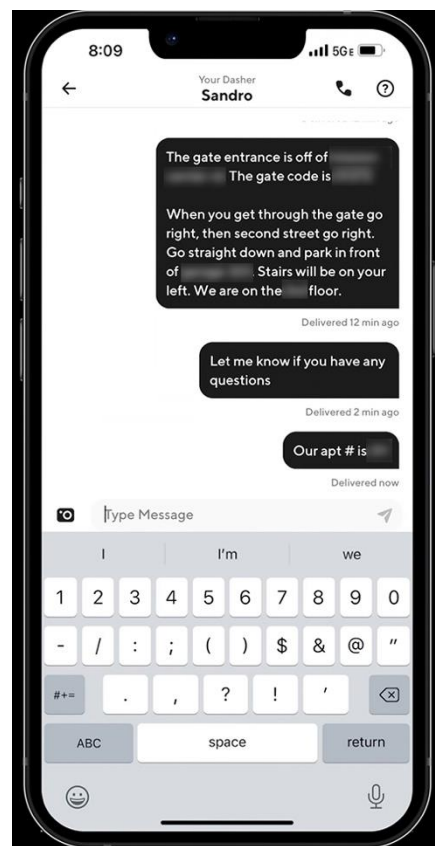 8:09
5GE
Your Dasher
Sandro
The gate entrance is off of
The gate code is
When you get through the gate go
right, then second street go right.
Go straight down and park in front
of Stairs will be on your
left. We are on the floor.
Delivered 12 min ago
Let me know if you have any
questions
Delivered 2 min ago
Our apt # is
Delivered now
Type Message
I I'm we
1 2 3 4 5 6 7 8 9 0
- / : ; ( ) $ & @ "
#+= . , ? ! '
ABC space return